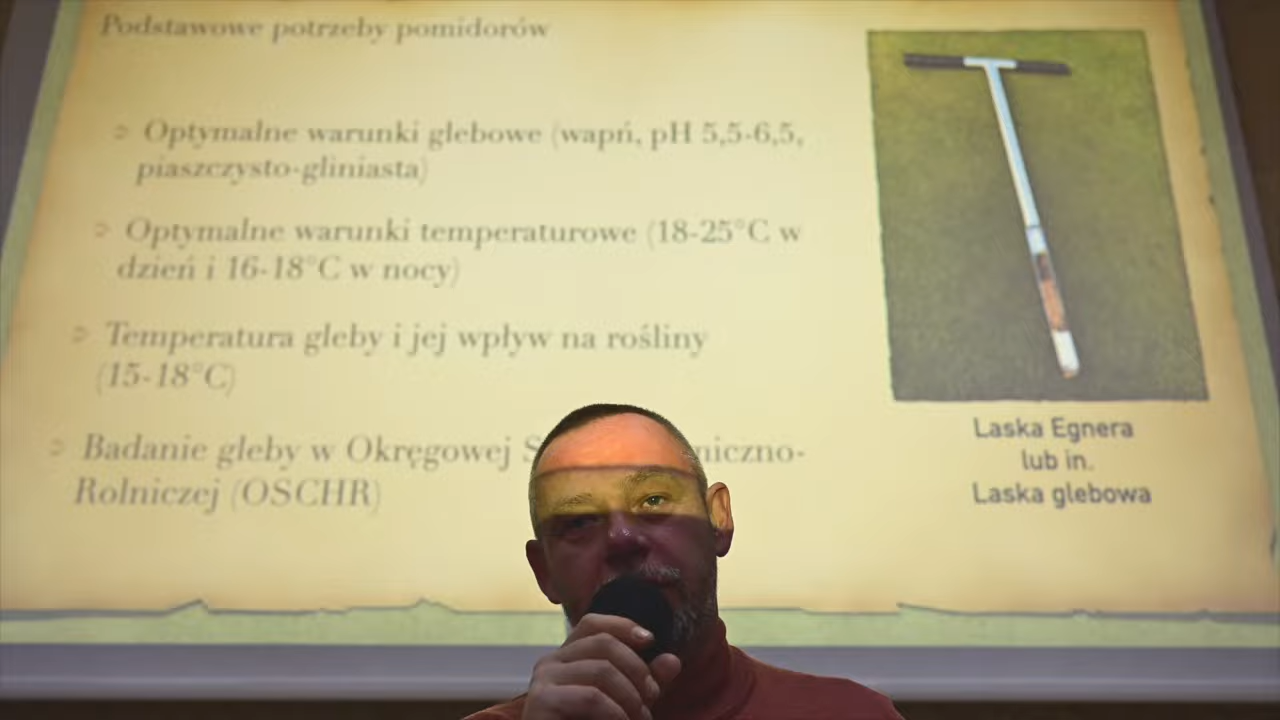 Podstawowe potrzeby pomidorów
Optymalne warunki glebowe (wapń, pH 5,5-6,5,
piaszczysto-gliniasta)
Optymalne warunki temperaturowe (18-25°C w
dzień i 16-18°C w nocy)
Temperatura gleby i jej wpływ na rośliny
(15-18°C)
Badanie gleby w Okręgowej
Rolniczej (OSCHR)
Laska Egnera
lub in.
Laska glebowa